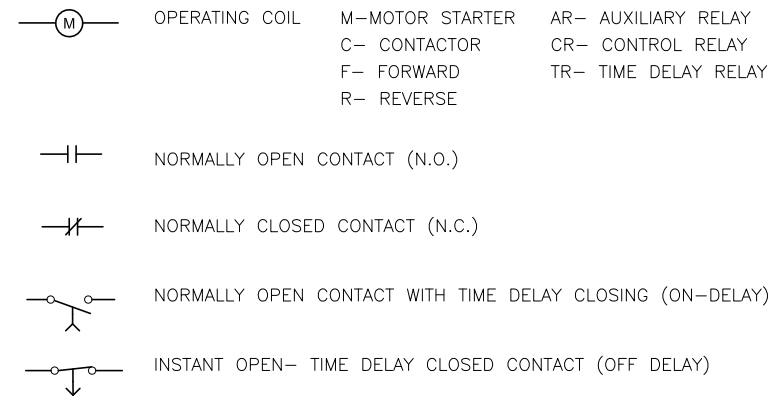 M OPERATING COIL M-MOTOR STARTER AR- AUXILIARY RELAY
C- CONTACTOR CR- CONTROL RELAY
F- FORWARD TR- TIME DELAY RELAY
R- REVERSE
NORMALLY OPEN CONTACT (N.O.)
NORMALLY CLOSED CONTACT (N.C.)
NORMALLY OPEN CONTACT WITH TIME DELAY CLOSING (ON-DELAY)
INSTANT OPEN- TIME DELAY CLOSED CONTACT (OFF DELAY)